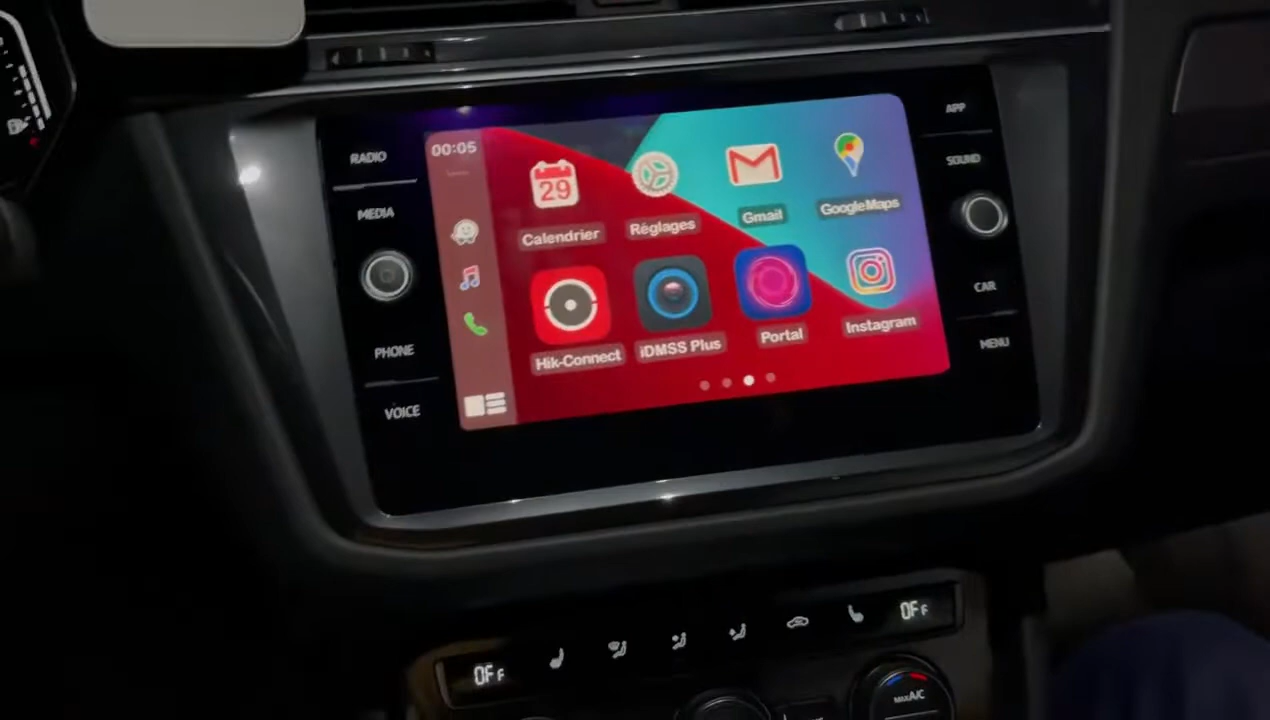 RADIO
MEDIA
PHONE
VOICE
00:05
29
Calendrier
Réglages
Gmail
GoogleMaps
Hik-Connect
iDMSS Plus
Portal
Instagram
APP
SOUND
CAR
MENU
OFF
OFF
MAX A/C